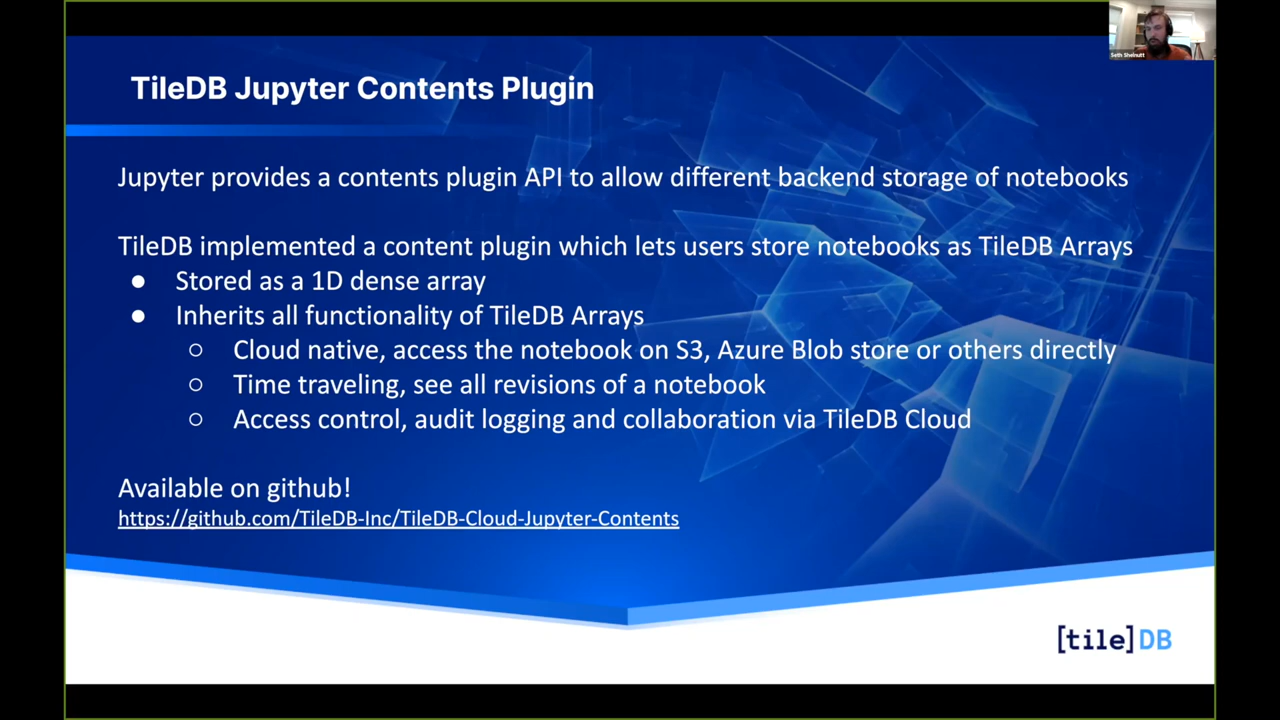 Seth Shelnutt
TileDB Jupyter Contents Plugin
Jupyter provides a contents plugin API to allow different backend storage of notebooks
TileDB implemented a content plugin which lets users store notebooks as TileDB Arrays
● Stored as a 1D dense array
● Inherits all functionality of TileDB Arrays
○ Cloud native, access the notebook on S3, Azure Blob store or others directly
○ Time traveling, see all revisions of a notebook
○ Access control, audit logging and collaboration via TileDB Cloud
Available on github!
https://github.com/TileDB-Inc/TileDB-Cloud-Jupyter-Contents
[tile]DB